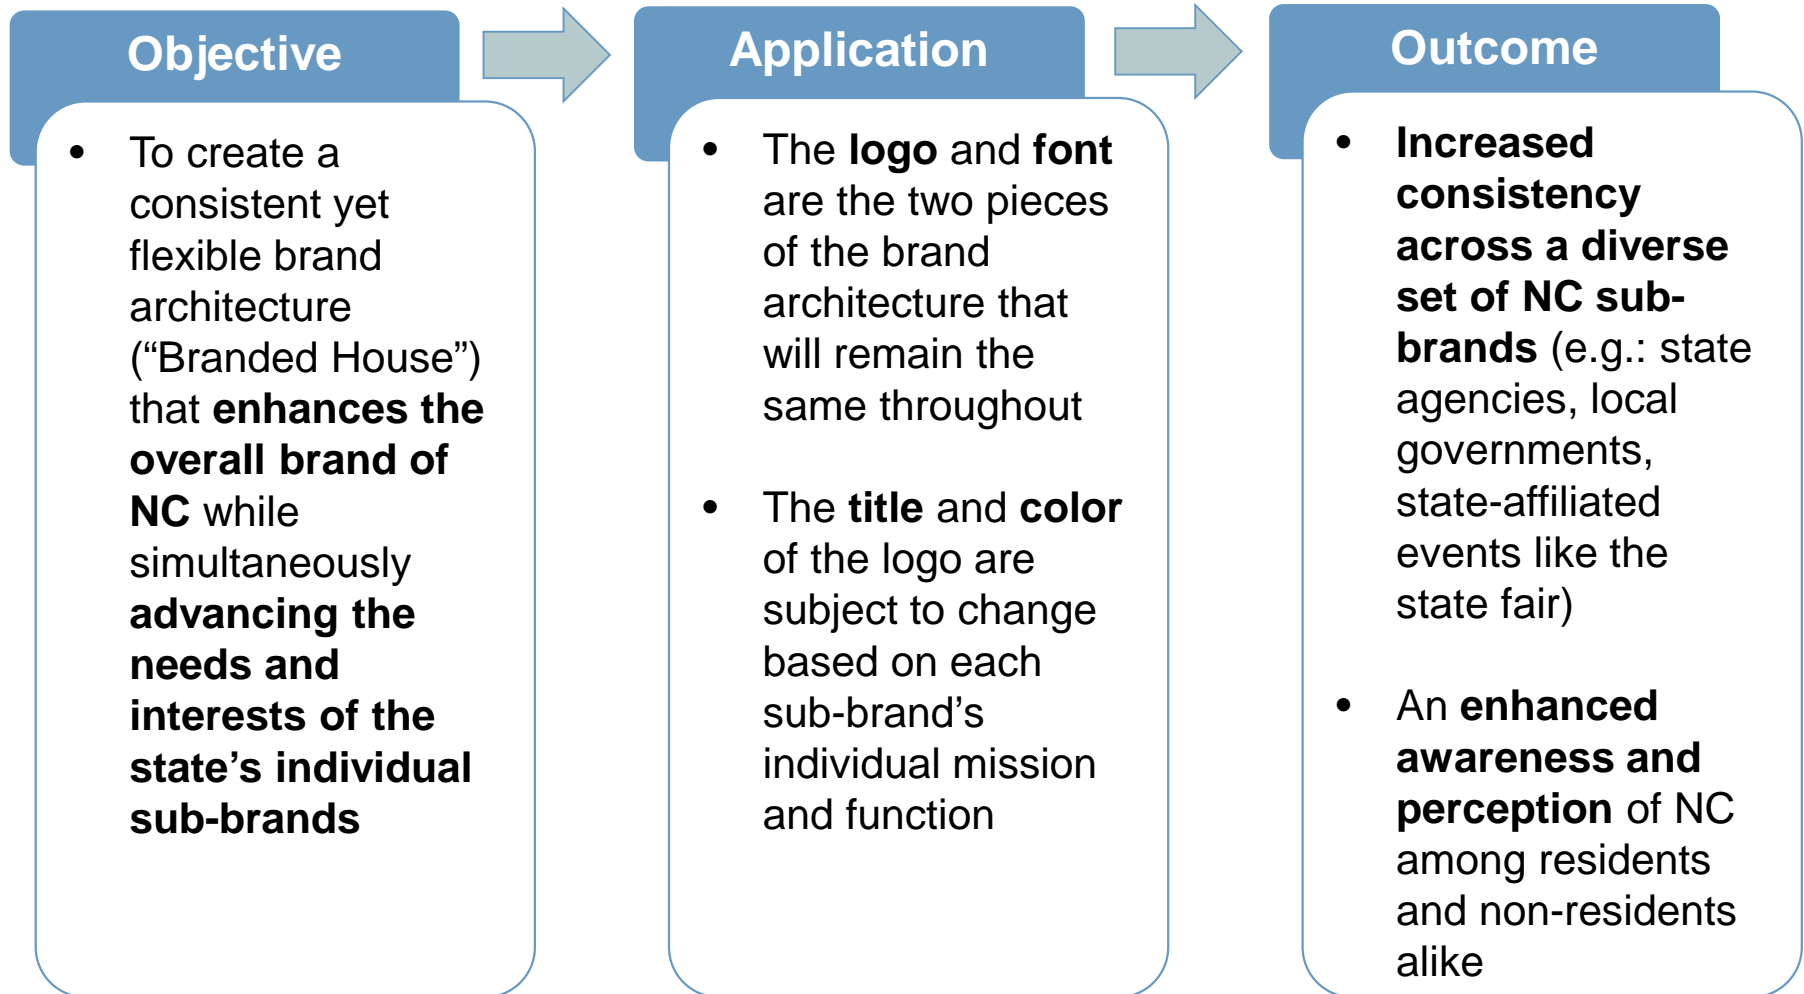 Objective
• To create a
consistent yet
flexible brand
architecture
(“Branded House”)
that enhances the
overall brand of
NC while
simultaneously
advancing the
needs and
interests of the
state’s individual
sub-brands
Application
• The logo and font
are the two pieces
of the brand
architecture that
will remain the
same throughout
• The title and color
of the logo are
subject to change
based on each
sub-brand’s
individual mission
and function
Outcome
• Increased
consistency
across a diverse
set of NC sub-
brands (e.g.: state
agencies, local
governments,
state-affiliated
events like the
state fair)
• An enhanced
awareness and
perception of NC
among residents
and non-residents
alike